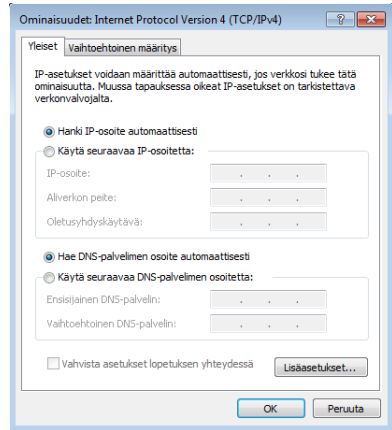 Ominaisuudet: Internet Protocol Version 4 (TCP/IPv4)
Yleiset Vaihtoehtoinen määritys
IP-asetukset voidaan määrittää automaattisesti, jos verkkosi tukee tätä
ominaisuutta. Muussa tapauksessa oikeat IP-asetukset on tarkistettava
verkonvalvojalta.
Hanki IP-osoite automaattisesti
Käytä seuraavaa IP-osoitetta:
IP-osoite:
Aliverkon peite:
Oletusyhdyskäytävä:
Hae DNS-palvelimen osoite automaattisesti
Käytä seuraavaa DNS-palvelimen osoitetta:
Ensisijainen DNS-palvelin:
Vaihtoehtoinen DNS-palvelin:
Vahvista asetukset lopetuksen yhteydessä
Lisäasetukset...
OK Peruuta